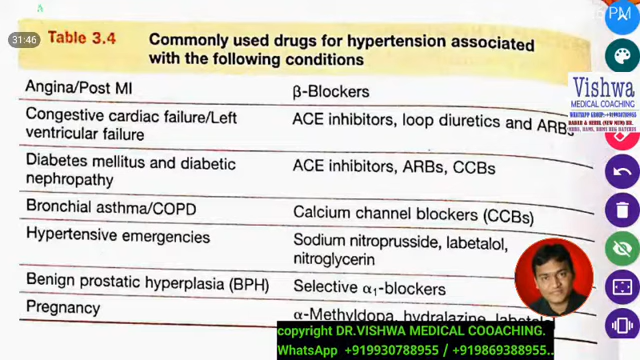 PM
31:46
Table 3.4 Commonly used drugs for hypertension associated
with the following conditions
Vishwa
MEDICAL COACHING
Angina/Post MI β-Blockers
Congestive cardiac failure/Left ACE inhibitors, loop diuretics and ARBs
ventricular failure
Diabetes mellitus and diabetic ACE inhibitors, ARBs, CCBs
nephropathy
Bronchial asthma/COPD Calcium channel blockers (CCBs)
Hypertensive emergencies Sodium nitroprusside, labetalol,
nitroglycerin
Benign prostatic hyperplasia (BPH) Selective α₁-blockers
Pregnancy α-Methyldopa, hydralazine,
copyright DR.VISHWA MEDICAL COOACHING.
WhatsApp +919930788955 / +919869388955..